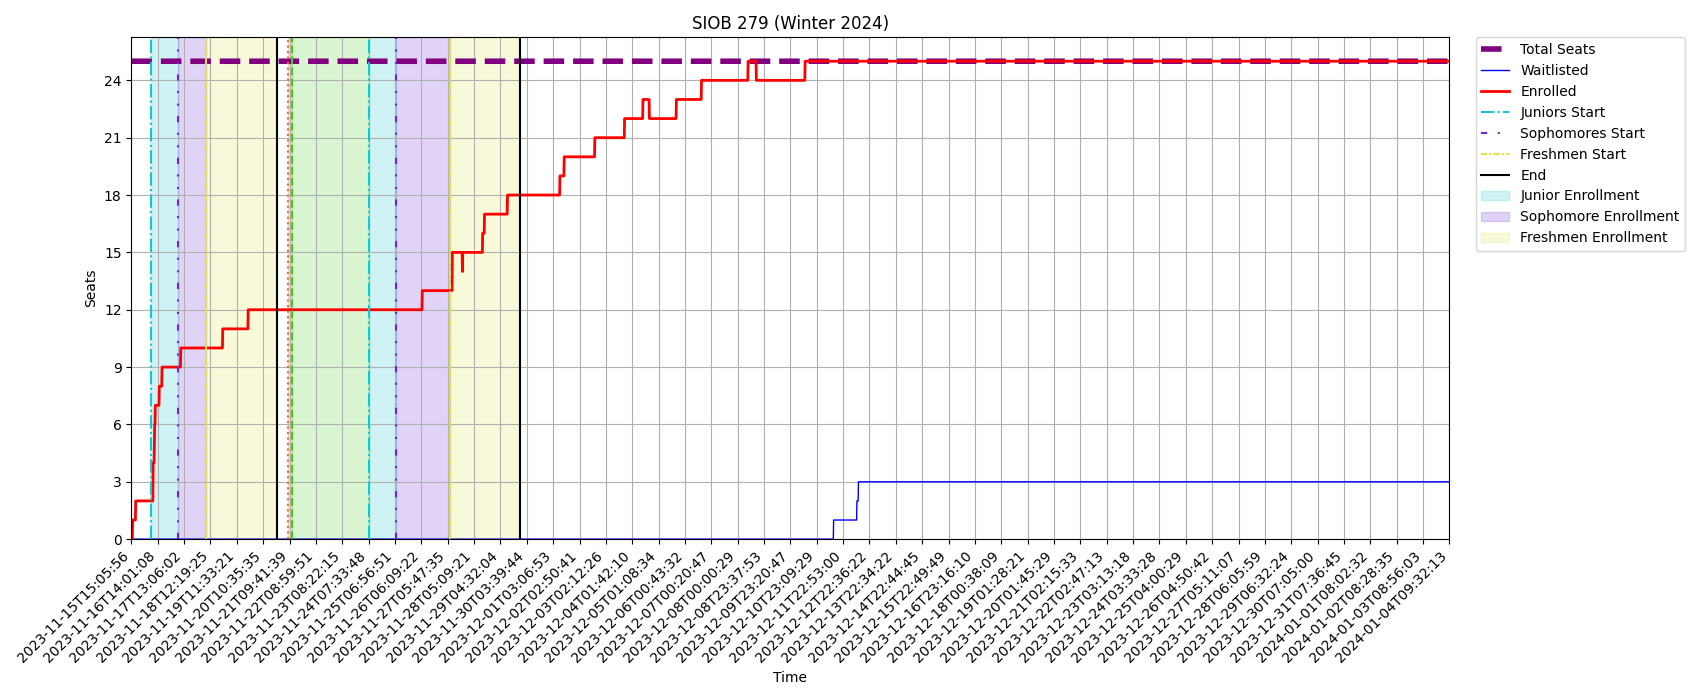 SIOB 279 (Winter 2024)
Total Seats
Waitlisted
Enrolled
Juniors Start
Sophomores Start
Freshmen Start
End
Junior Enrollment
Sophomore Enrollment
Freshmen Enrollment
Seats
24
21
18
15
12
9
6
3
0
2023-11-15T15:05:56
2023-11-16T14:01:08
2023-11-17T13:06:02
2023-11-18T12:19:25
2023-11-19T11:33:21
2023-11-20T10:35:35
2023-11-21T09:41:39
2023-11-22T08:59:51
2023-11-23T08:22:15
2023-11-24T07:33:48
2023-11-25T06:56:51
2023-11-26T06:09:22
2023-11-27T05:47:35
2023-11-28T05:09:21
2023-11-29T04:32:04
2023-11-30T03:39:44
2023-12-01T03:06:53
2023-12-02T02:50:41
2023-12-03T02:12:26
2023-12-04T01:42:10
2023-12-05T01:08:34
2023-12-06T00:43:32
2023-12-07T00:20:47
2023-12-08T00:00:29
2023-12-08T23:37:53
2023-12-09T23:20:47
2023-12-10T23:09:29
2023-12-11T22:53:00
2023-12-12T22:36:22
2023-12-13T22:34:22
2023-12-14T22:44:45
2023-12-15T22:49:49
2023-12-16T23:16:10
2023-12-18T00:38:09
2023-12-19T01:28:21
2023-12-20T01:45:29
2023-12-21T02:15:33
2023-12-22T02:47:13
2023-12-23T03:13:18
2023-12-24T03:33:28
2023-12-25T04:00:29
2023-12-26T04:50:42
2023-12-27T05:11:07
2023-12-28T06:05:59
2023-12-29T06:32:24
2023-12-30T07:05:00
2023-12-31T07:36:45
2024-01-01T08:02:32
2024-01-02T08:28:35
2024-01-03T08:56:03
2024-01-04T09:32:13
Time